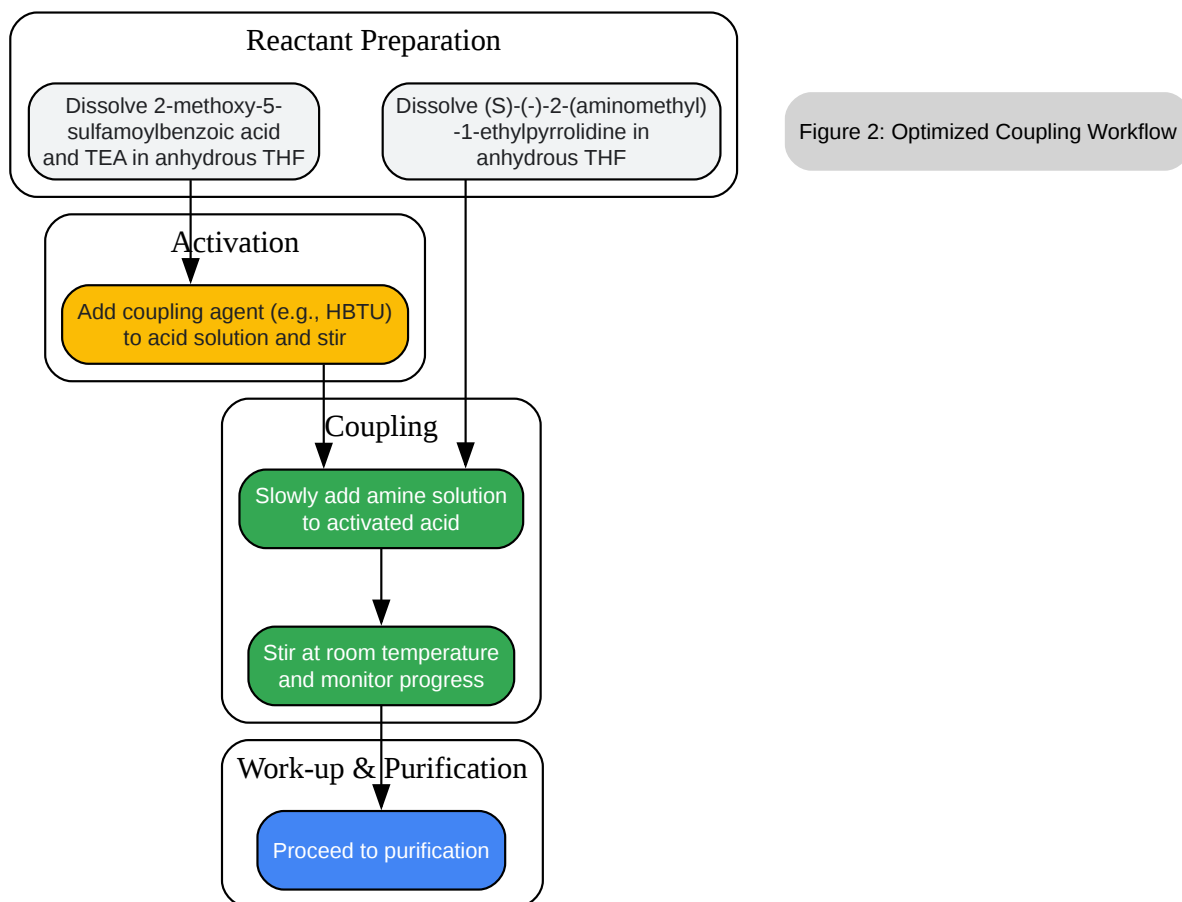 Reactant Preparation
Dissolve 2-methoxy-5-
sulfamoylbenzoic acid
and TEA in anhydrous THF
Dissolve (S)-(-)-2-(aminomethyl)
-1-ethylpyrrolidine in
anhydrous THF
Figure 2: Optimized Coupling Workflow
Activation
Add coupling agent (e.g., HBTU)
to acid solution and stir
Coupling
Slowly add amine solution
to activated acid
Stir at room temperature
and monitor progress
Work-up & Purification
Proceed to purification